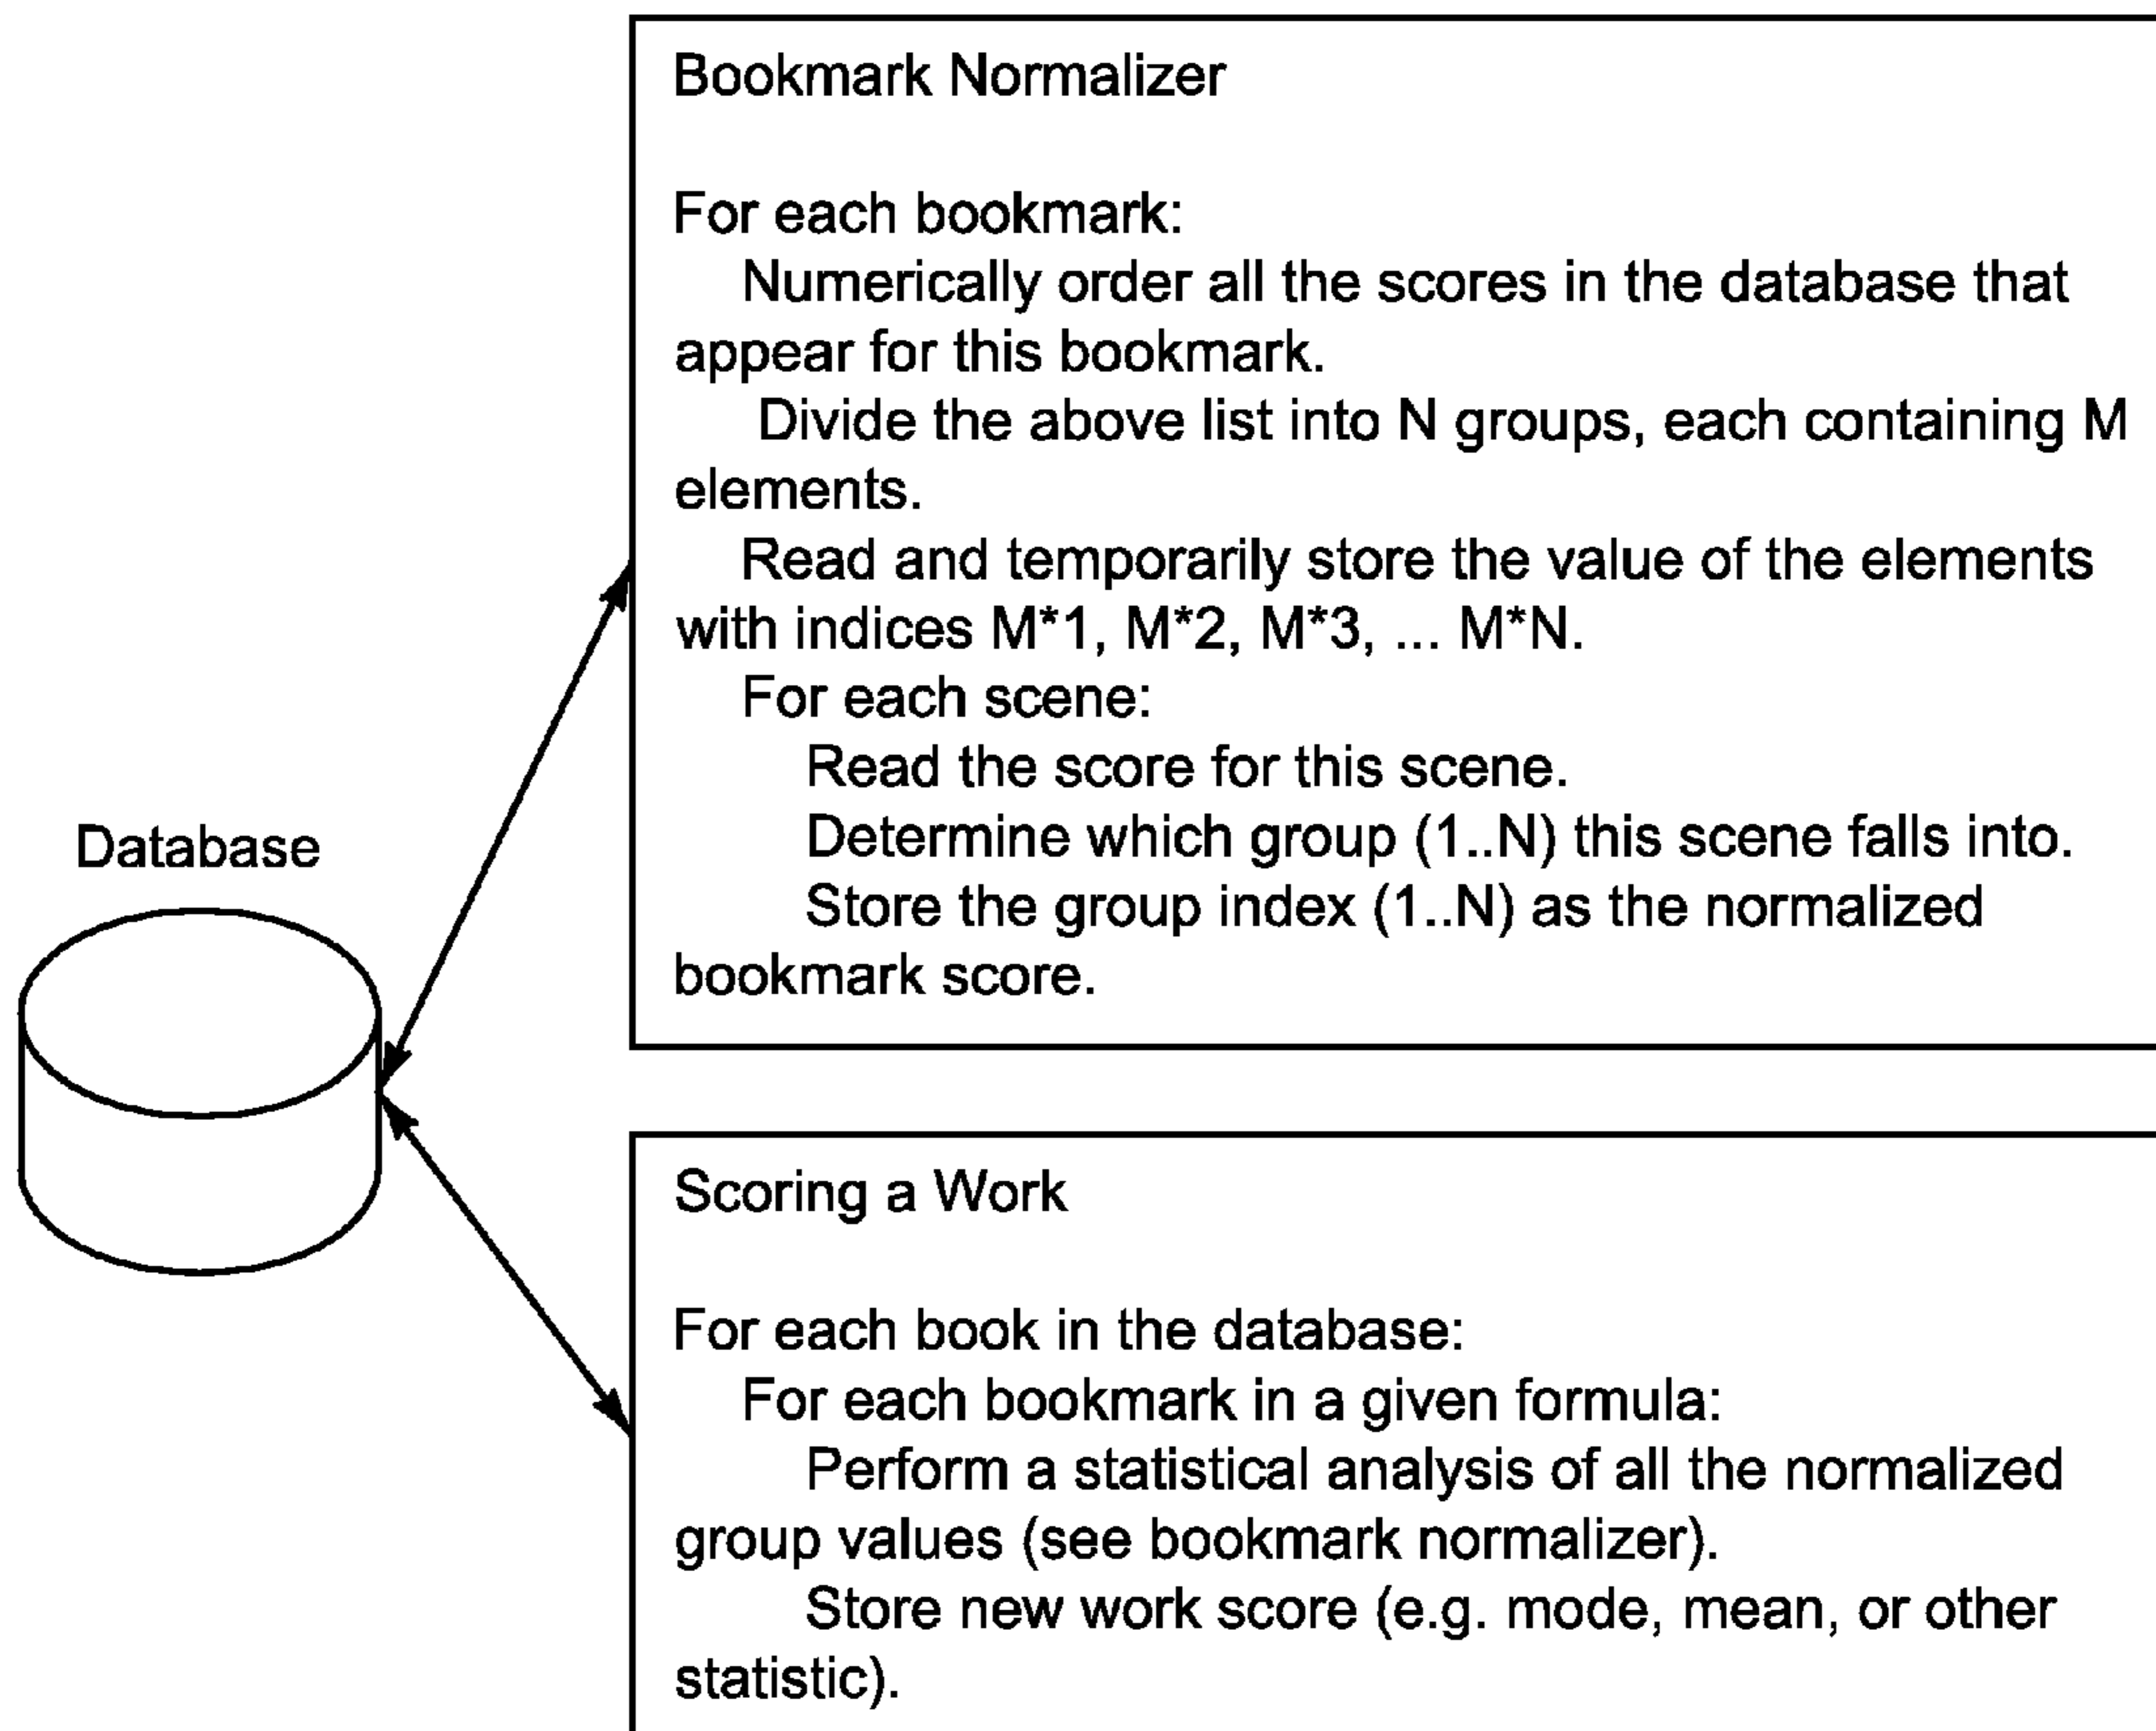 Bookmark Normalizer
For each bookmark:
Numerically order all the scores in the database that
appear for this bookmark.
Divide the above list into N groups, each containing M
elements.
Read and temporarily store the value of the elements
with indices M*1, M*2, M*3, ... M*N.
For each scene:
Read the score for this scene.
Determine which group (1..N) this scene falls into.
Store the group index (1..N) as the normalized
bookmark score.
Database
Scoring a Work
For each book in the database:
For each bookmark in a given formula:
Perform a statistical analysis of all the normalized
group values (see bookmark normalizer).
Store new work score (e.g. mode, mean, or other
statistic).